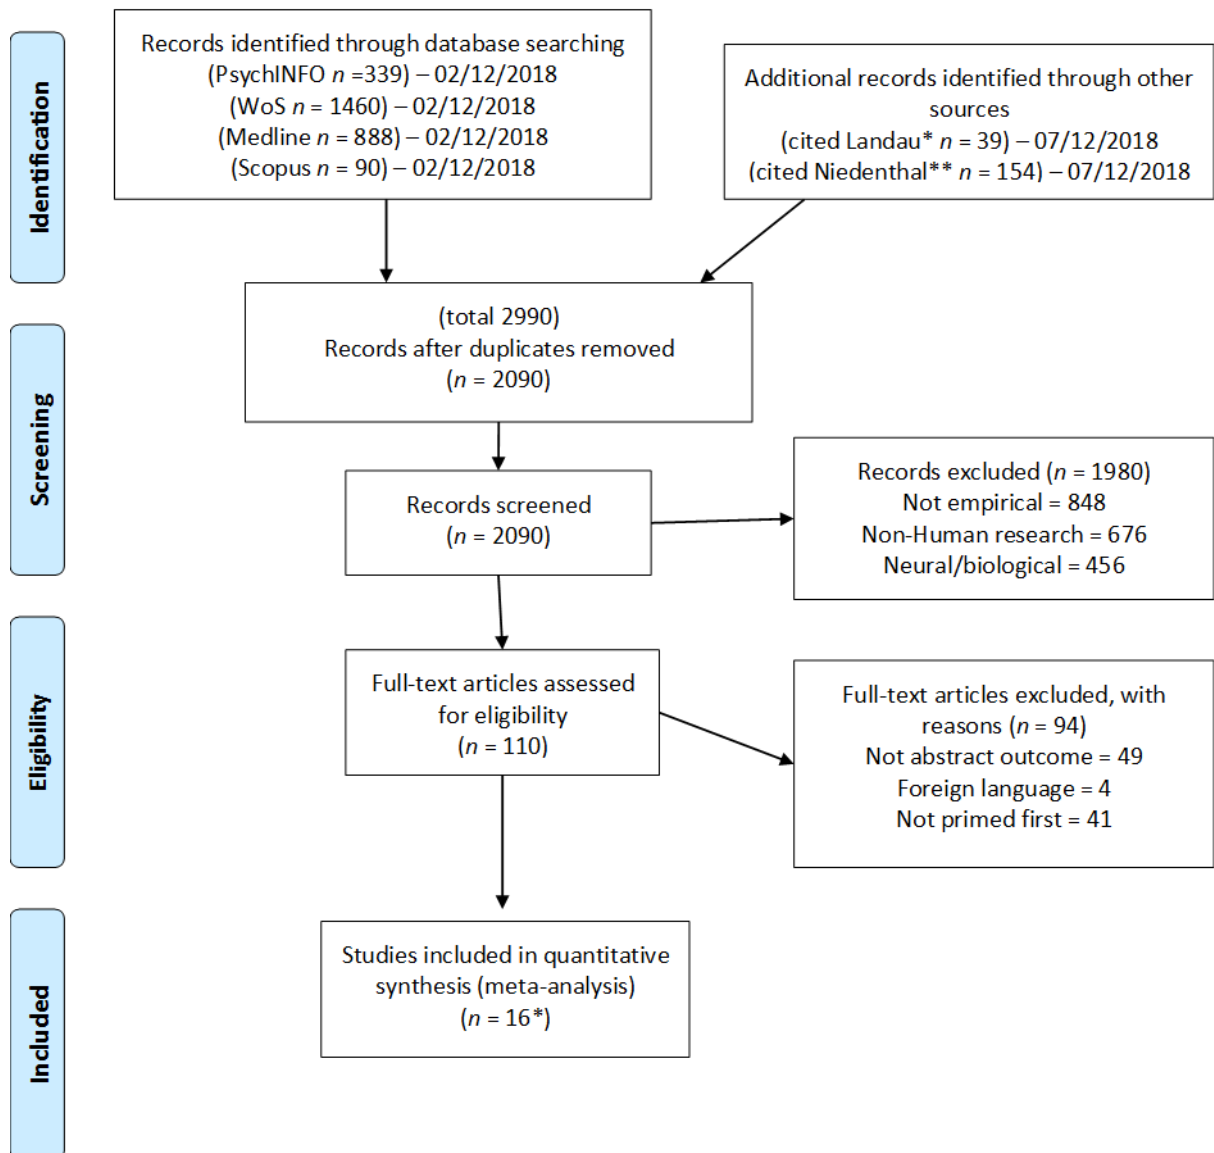 Identification
Records identified through database searching
(PsychINFO n =339) – 02/12/2018
(WoS n = 1460) – 02/12/2018
(Medline n = 888) – 02/12/2018
(Scopus n = 90) – 02/12/2018
Additional records identified through other
sources
(cited Landau* n = 39) – 07/12/2018
(cited Niedenthal** n = 154) – 07/12/2018
(total 2990)
Records after duplicates removed
(n = 2090)
Screening
Records screened
(n = 2090)
Records excluded (n = 1980)
Not empirical = 848
Non-Human research = 676
Neural/biological = 456
Eligibility
Full-text articles assessed
for eligibility
(n = 110)
Full-text articles excluded, with
reasons (n = 94)
Not abstract outcome = 49
Foreign language = 4
Not primed first = 41
Included
Studies included in quantitative
synthesis (meta-analysis)
(n = 16*)